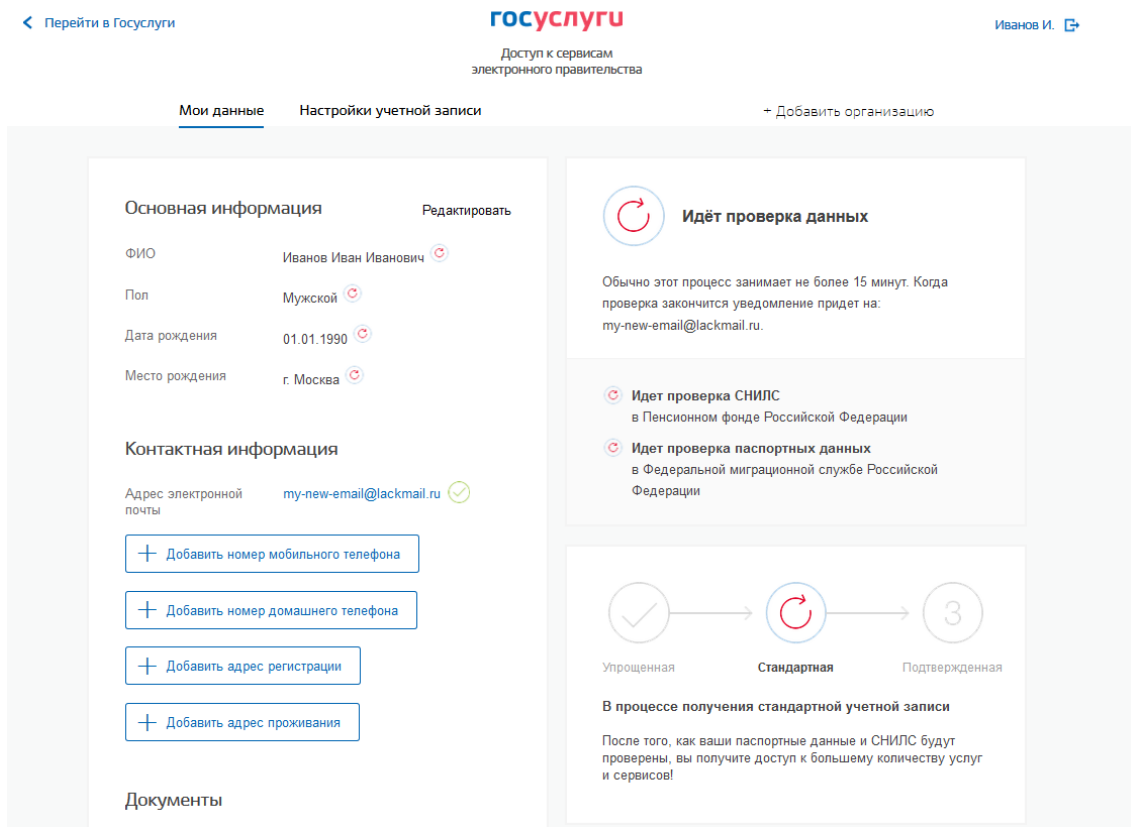 Перейти в Госуслуги
госуслуги
Иванов И.
Доступ к сервисам
электронного правительства
Мои данные
Настройки учетной записи
+ Добавить организацию
Основная информация
Редактировать
ФИО
Иванов Иван Иванович
Пол
Мужской
Дата рождения
01.01.1990
Место рождения
г. Москва
Контактная информация
Адрес электронной
почты
my-new-email@lackmail.ru
Добавить номер мобильного телефона
Добавить номер домашнего телефона
Добавить адрес регистрации
Добавить адрес проживания
Документы
Идёт проверка данных
Обычно этот процесс занимает не более 15 минут. Когда
проверка закончится уведомление придет на:
my-new-email@lackmail.ru.
Идет проверка СНИЛС
в Пенсионном фонде Российской Федерации
Идет проверка паспортных данных
в Федеральной миграционной службе Российской
Федерации
3
Упрощенная
Стандартная
Подтвержденная
В процессе получения стандартной учетной записи
После того, как ваши паспортные данные и СНИЛС будут
проверены, вы получите доступ к большему количеству услуг
и сервисов!